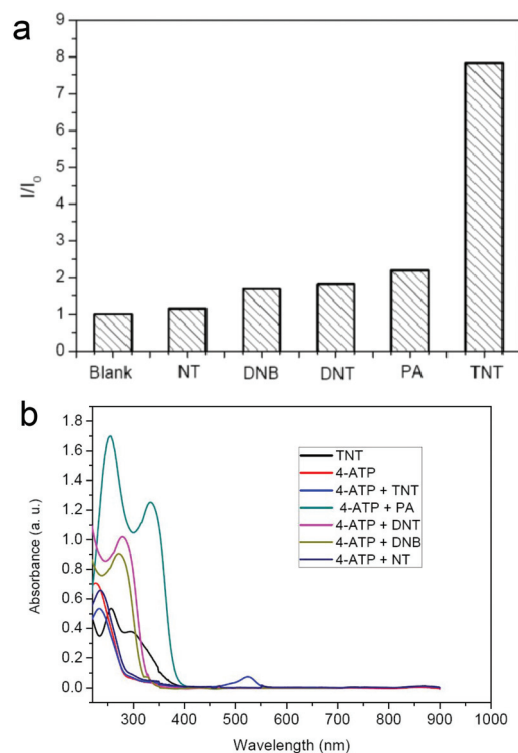 a
9
8
7
6
5
4
3
2
1
0
I/I0
Blank NT DNB DNT PA TNT
b
1.8
1.6
1.4
1.2
1.0
0.8
0.6
0.4
0.2
0.0
Absorbance (a. u.)
TNT
4-ATP
4-ATP + TNT
4-ATP + PA
4-ATP + DNT
4-ATP + DNB
4-ATP + NT
300 400 500 600 700 800 900 1000
Wavelength (nm)